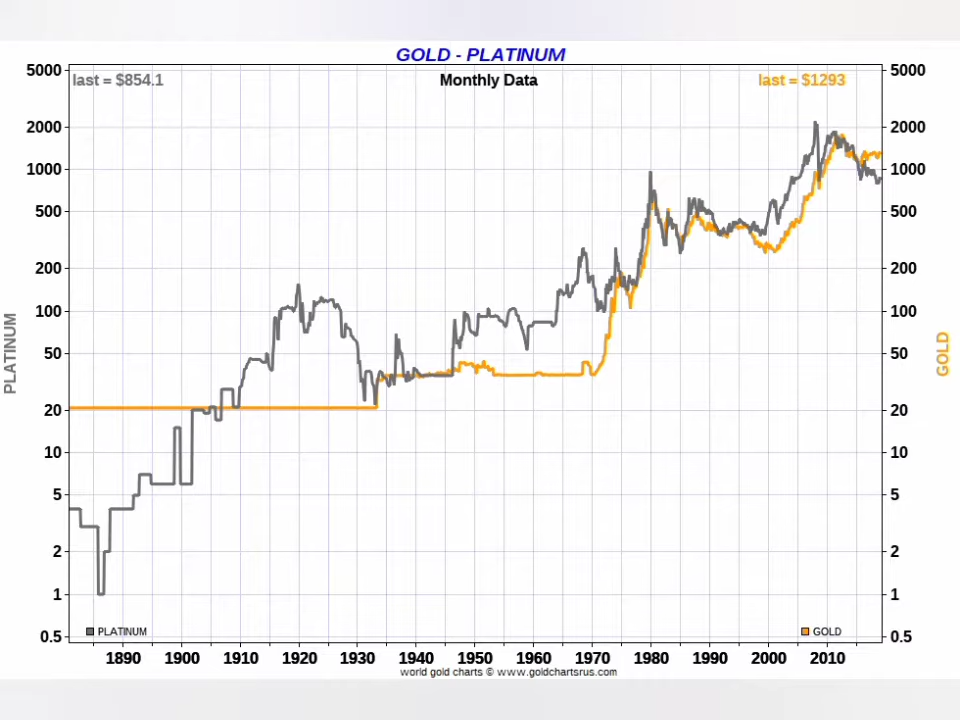 GOLD - PLATINUM
last = $854.1 Monthly Data last = $1293
5000 5000
2000 2000
1000 1000
500 500
200 200
100 100
50 50
20 20
10 10
5 5
2 2
1 1
0.5 0.5
PLATINUM
GOLD
PLATINUM GOLD
1890 1900 1910 1920 1930 1940 1950 1960 1970 1980 1990 2000 2010
world gold charts © www.goldchartsrus.com